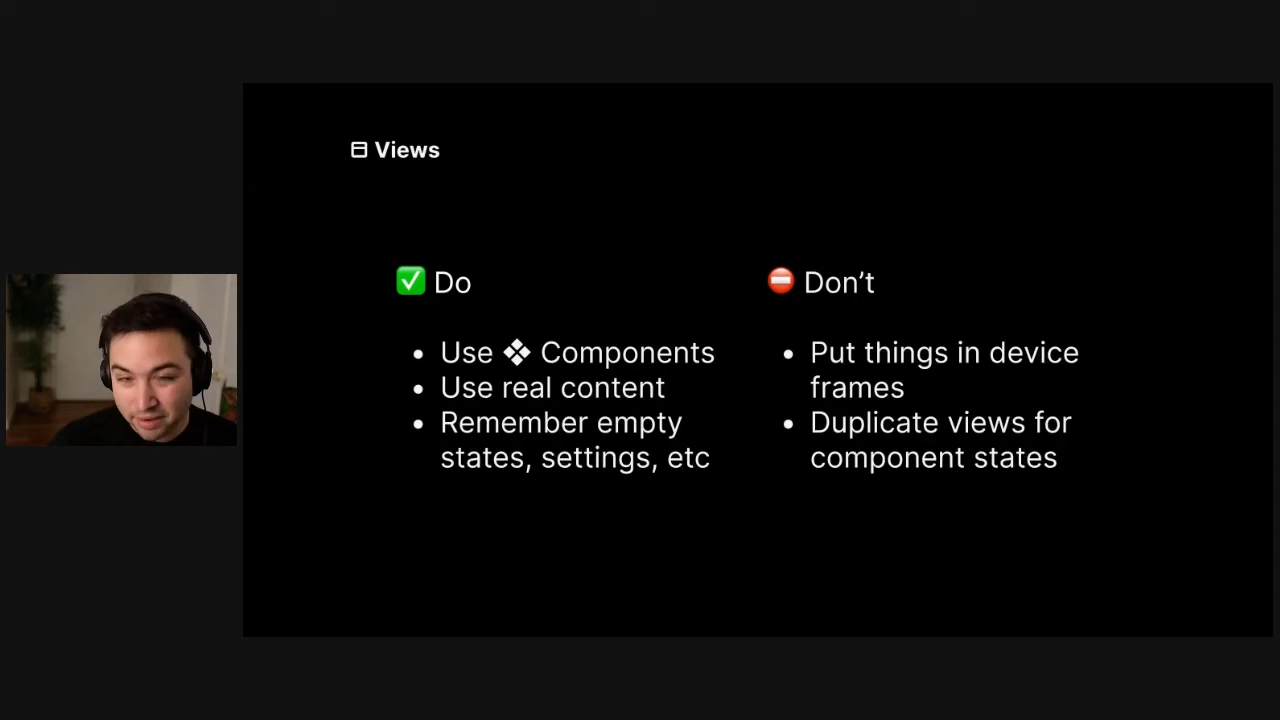 Views
✅ Do
⛔ Don’t
• Use ❖ Components
• Use real content
• Remember empty
states, settings, etc
• Put things in device
frames
• Duplicate views for
component states